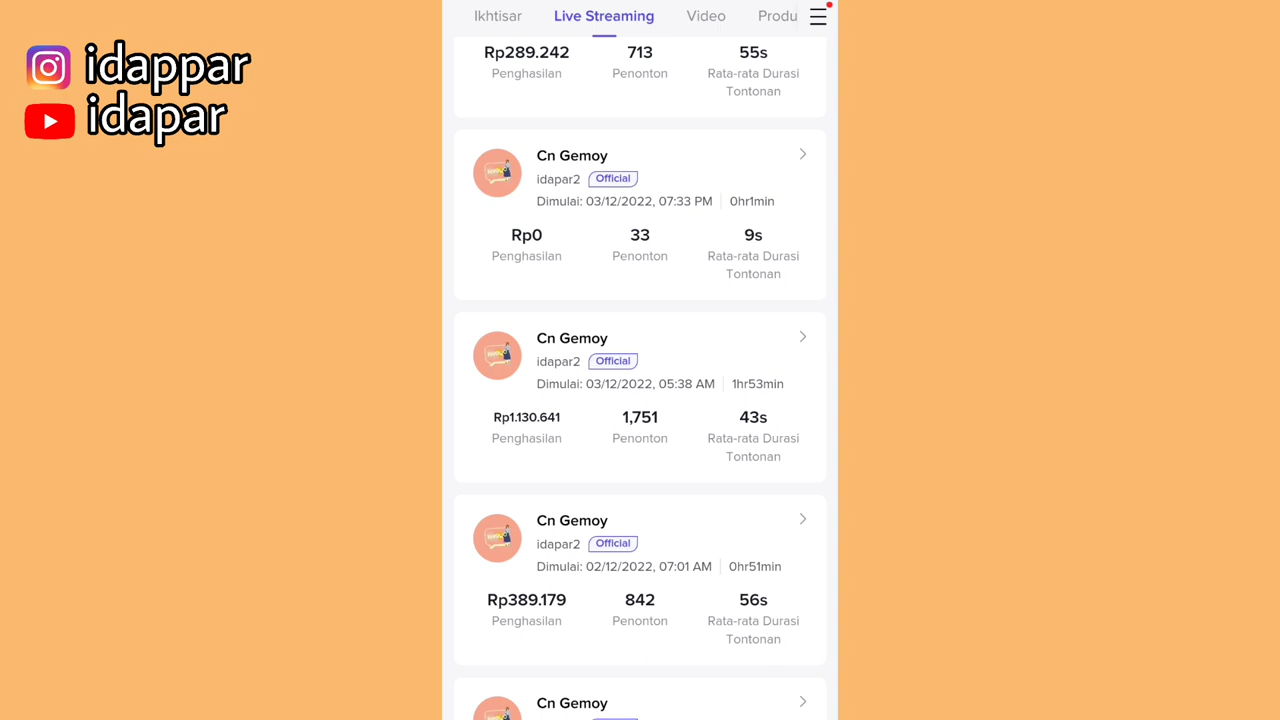 idappar
idapar
Ikhtisar Live Streaming Video Produ
Rp289.242 713 55s
Penghasilan Penonton Rata-rata Durasi
Tontonan
Cn Gemoy
idapar2 Official
Dimulai: 03/12/2022, 07:33 PM 0hr1min
Rp0 33 9s
Penghasilan Penonton Rata-rata Durasi
Tontonan
Cn Gemoy
idapar2 Official
Dimulai: 03/12/2022, 05:38 AM 1hr53min
Rp1.130.641 1,751 43s
Penghasilan Penonton Rata-rata Durasi
Tontonan
Cn Gemoy
idapar2 Official
Dimulai: 02/12/2022, 07:01 AM 0hr51min
Rp389.179 842 56s
Penghasilan Penonton Rata-rata Durasi
Tontonan
Cn Gemoy